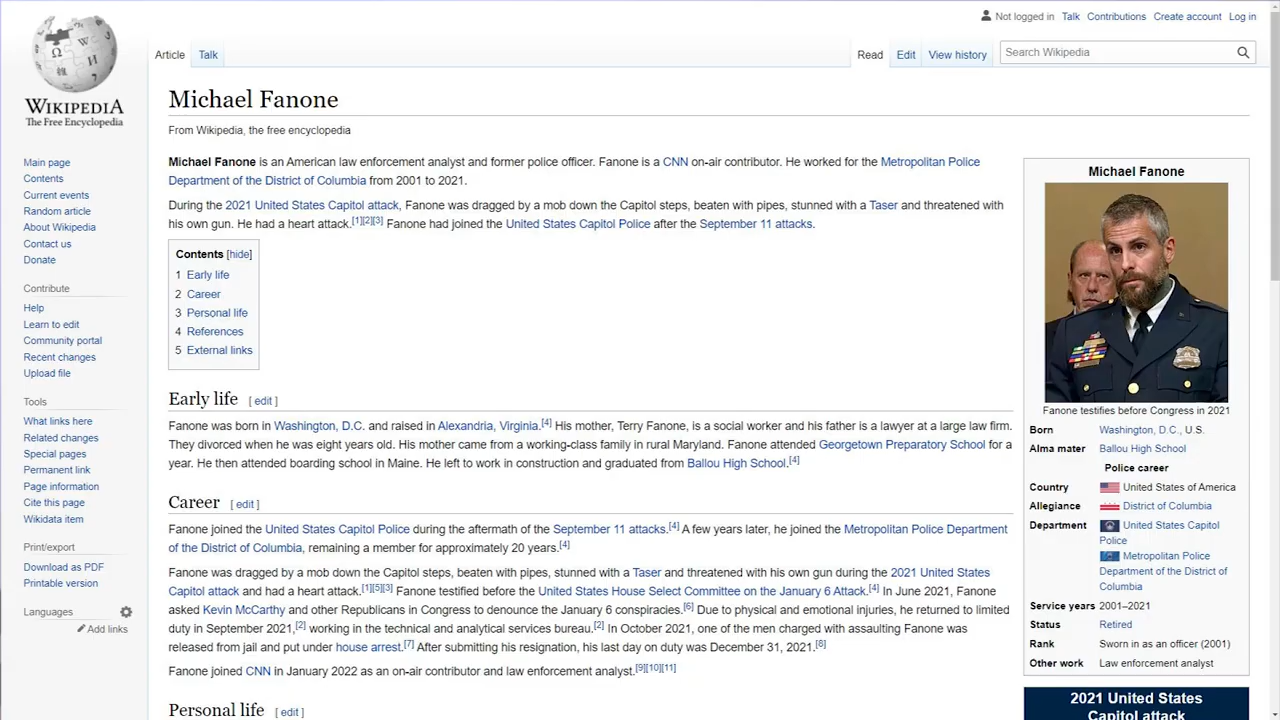 Not logged in Talk Contributions Create account Log in
WIKIPEDIA
The Free Encyclopedia
Article Talk Read Edit View history Search Wikipedia
Main page
Contents
Current events
Random article
About Wikipedia
Contact us
Donate
Contribute
Help
Learn to edit
Community portal
Recent changes
Upload file
Tools
What links here
Related changes
Special pages
Permanent link
Page information
Cite this page
Wikidata item
Print/export
Download as PDF
Printable version
Languages
Add links
Michael Fanone
From Wikipedia, the free encyclopedia
Michael Fanone is an American law enforcement analyst and former police officer. Fanone is a CNN on-air contributor. He worked for the Metropolitan Police
Department of the District of Columbia from 2001 to 2021.
During the 2021 United States Capitol attack, Fanone was dragged by a mob down the Capitol steps, beaten with pipes, stunned with a Taser and threatened with
his own gun. He had a heart attack.[1][2][3] Fanone had joined the United States Capitol Police after the September 11 attacks.
Contents [hide]
1 Early life
2 Career
3 Personal life
4 References
5 External links
Early life [ edit ]
Fanone was born in Washington, D.C. and raised in Alexandria, Virginia.[4] His mother, Terry Fanone, is a social worker and his father is a lawyer at a large law firm.
They divorced when he was eight years old. His mother came from a working-class family in rural Maryland. Fanone attended Georgetown Preparatory School for a
year. He then attended boarding school in Maine. He left to work in construction and graduated from Ballou High School.[4]
Career [ edit ]
Fanone joined the United States Capitol Police during the aftermath of the September 11 attacks.[4] A few years later, he joined the Metropolitan Police Department
of the District of Columbia, remaining a member for approximately 20 years.[4]
Fanone was dragged by a mob down the Capitol steps, beaten with pipes, stunned with a Taser and threatened with his own gun during the 2021 United States
Capitol attack and had a heart attack.[1][5][3] Fanone testified before the United States House Select Committee on the January 6 Attack.[4] In June 2021, Fanone
asked Kevin McCarthy and other Republicans in Congress to denounce the January 6 conspiracies.[6] Due to physical and emotional injuries, he returned to limited
duty in September 2021,[2] working in the technical and analytical services bureau.[2] In October 2021, one of the men charged with assaulting Fanone was
released from jail and put under house arrest.[7] After submitting his resignation, his last day on duty was December 31, 2021.[8]
Fanone joined CNN in January 2022 as an on-air contributor and law enforcement analyst.[9][10][11]
Personal life [ edit ]
Michael Fanone
Fanone testifies before Congress in 2021
Born Washington, D.C., U.S.
Alma mater Ballou High School
Police career
Country United States of America
Allegiance District of Columbia
Department United States Capitol
Police
Metropolitan Police
Department of the District of
Columbia
Service years 2001–2021
Status Retired
Rank Sworn in as an officer (2001)
Other work Law enforcement analyst
2021 United States
Capitol attack